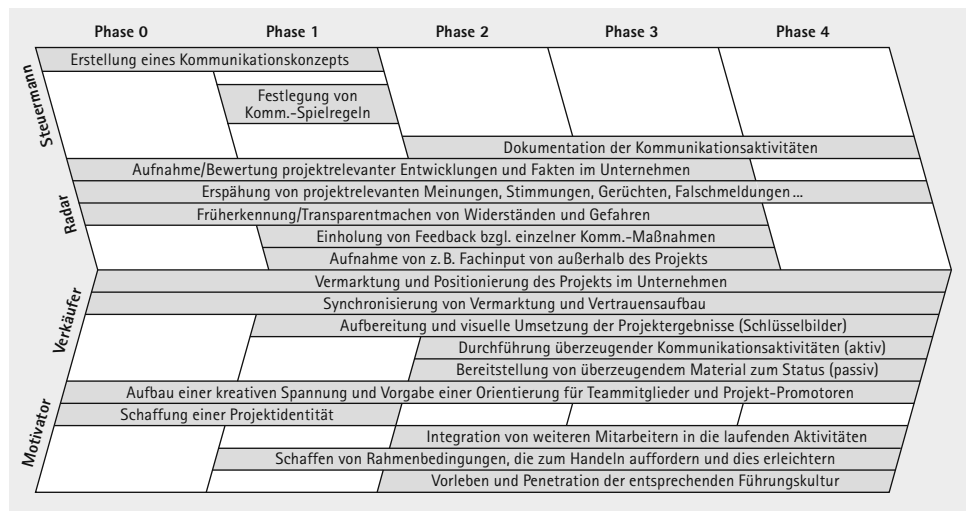 Phase 0 Phase 1 Phase 2 Phase 3 Phase 4
Steuermann
Erstellung eines Kommunikationskonzepts
Festlegung von
Komm.-Spielregeln
Dokumentation der Kommunikationsaktivitäten
Radar
Aufnahme/Bewertung projektrelevanter Entwicklungen und Fakten im Unternehmen
Erspähung von projektrelevanten Meinungen, Stimmungen, Gerüchten, Falschmeldungen ...
Früherkennung/Transparentmachen von Widerständen und Gefahren
Einholung von Feedback bzgl. einzelner Komm.-Maßnahmen
Aufnahme von z. B. Fachinput von außerhalb des Projekts
Verkäufer
Vermarktung und Positionierung des Projekts im Unternehmen
Synchronisierung von Vermarktung und Vertrauensaufbau
Aufbereitung und visuelle Umsetzung der Projektergebnisse (Schlüsselbilder)
Durchführung überzeugender Kommunikationsaktivitäten (aktiv)
Bereitstellung von überzeugendem Material zum Status (passiv)
Motivator
Aufbau einer kreativen Spannung und Vorgabe einer Orientierung für Teammitglieder und Projekt-Promotoren
Schaffung einer Projektidentität
Integration von weiteren Mitarbeitern in die laufenden Aktivitäten
Schaffen von Rahmenbedingungen, die zum Handeln auffordern und dies erleichtern
Vorleben und Penetration der entsprechenden Führungskultur